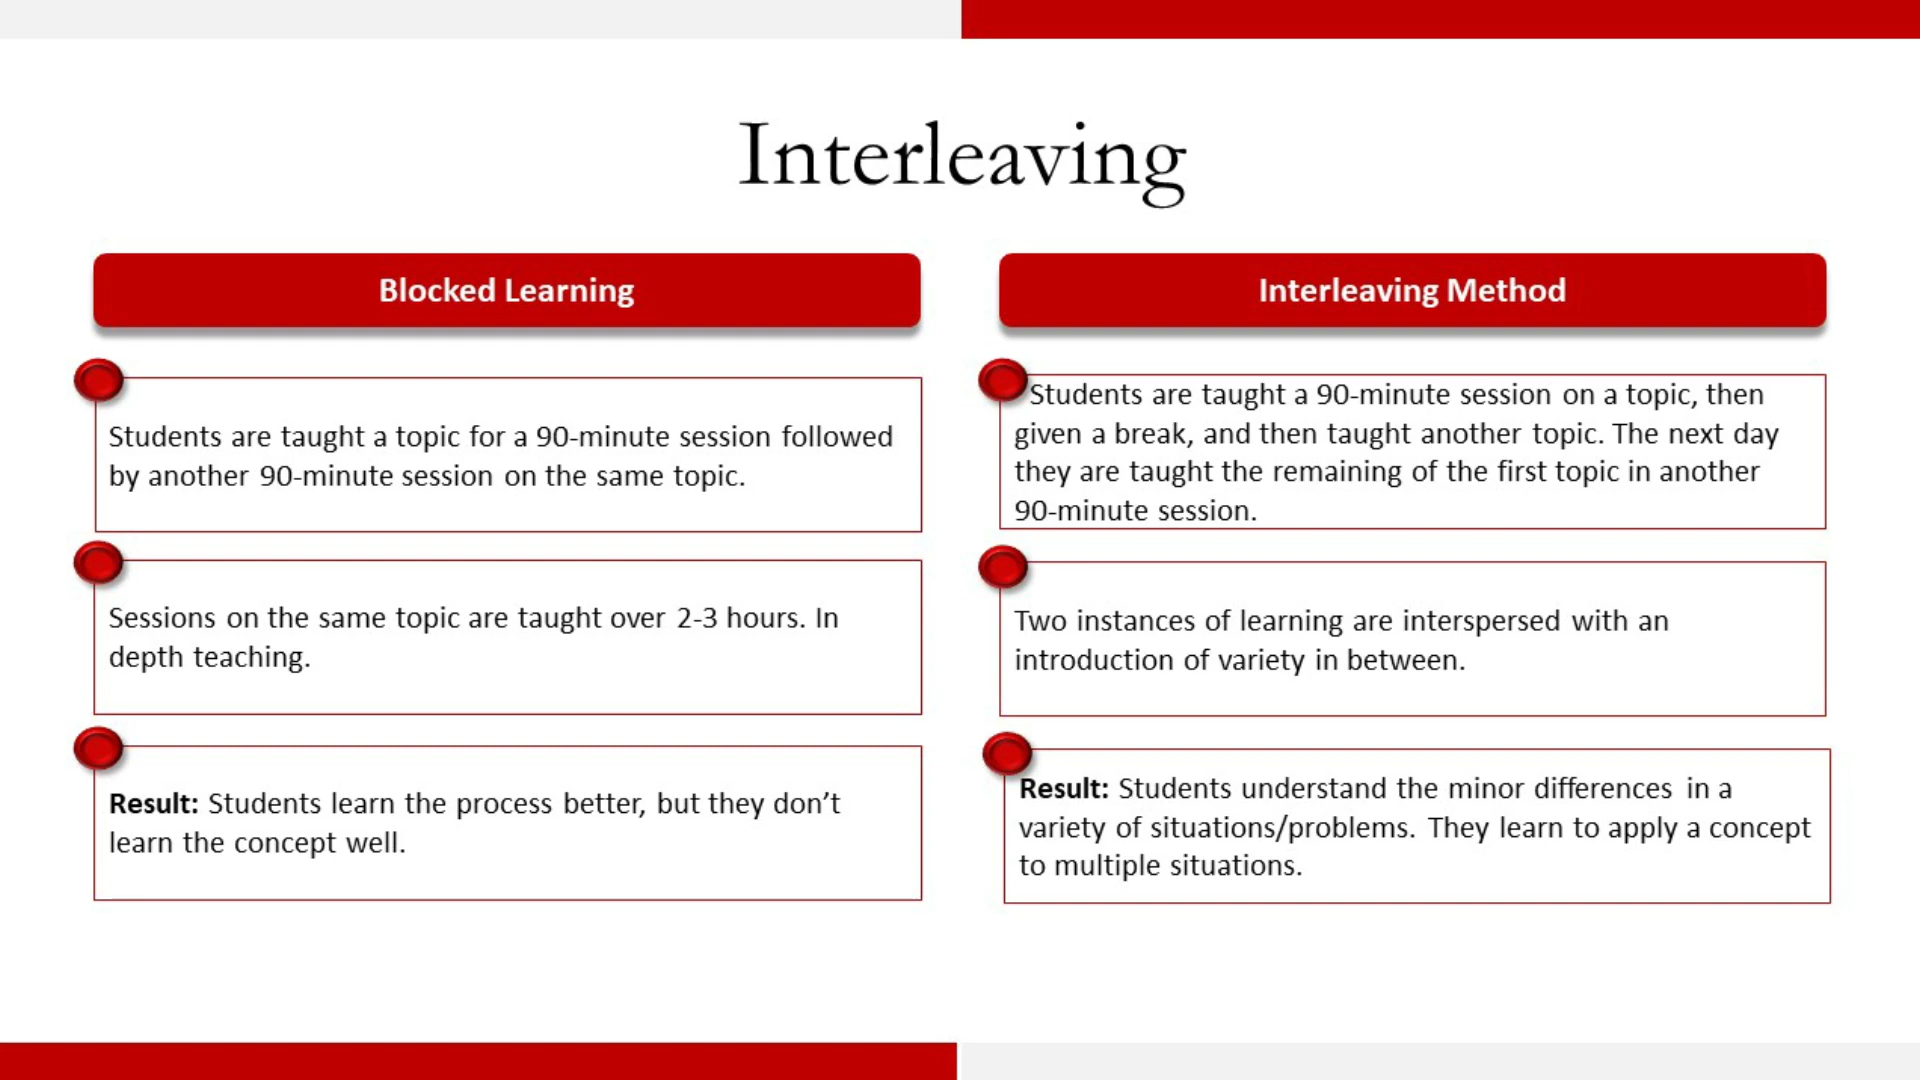 Interleaving
Blocked Learning
Students are taught a topic for a 90-minute session followed
by another 90-minute session on the same topic.
Sessions on the same topic are taught over 2-3 hours. In
depth teaching.
Result: Students learn the process better, but they don’t
learn the concept well.
Interleaving Method
Students are taught a 90-minute session on a topic, then
given a break, and then taught another topic. The next day
they are taught the remaining of the first topic in another
90-minute session.
Two instances of learning are interspersed with an
introduction of variety in between.
Result: Students understand the minor differences in a
variety of situations/problems. They learn to apply a concept
to multiple situations.